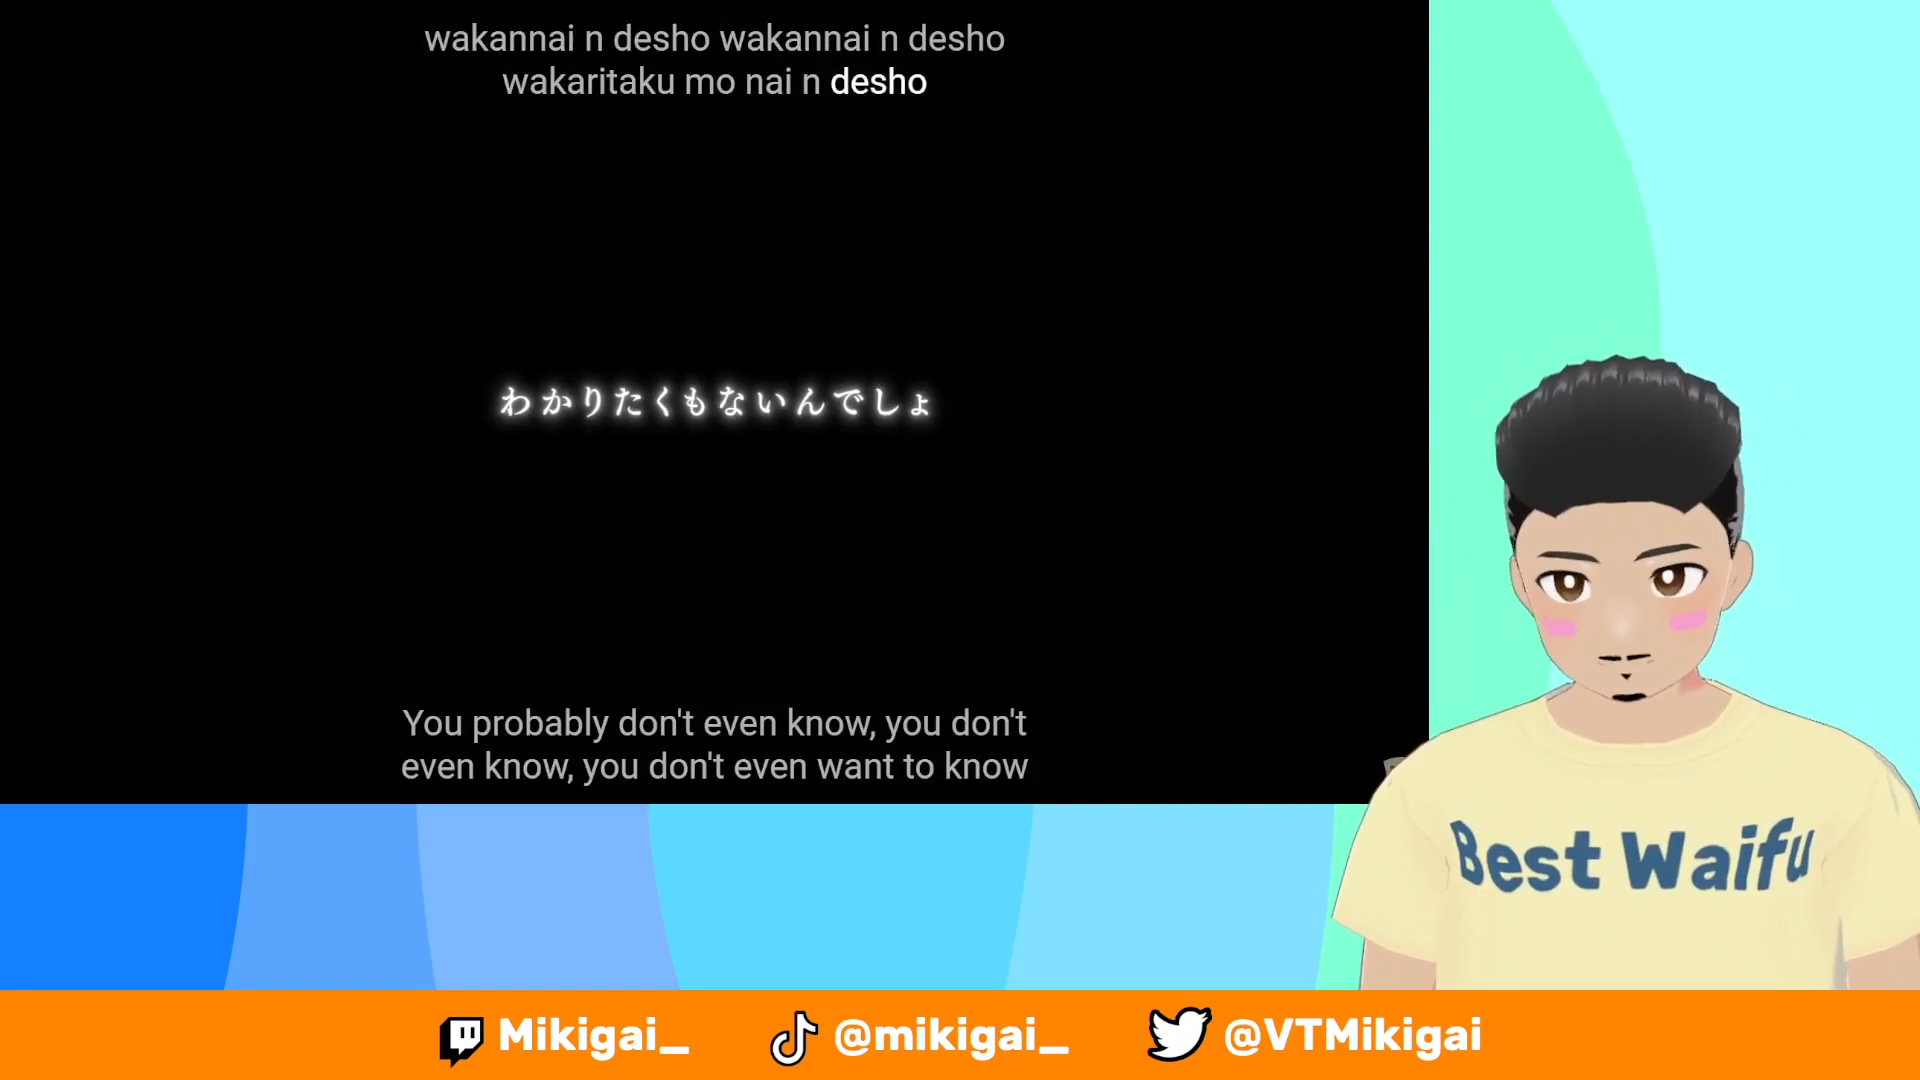 wakannai n desho wakannai n desho
wakaritaku mo nai n desho
わかりたくもないんでしょ
You probably don't even know, you don't
even know, you don't even want to know
Best Waifu
Mikigai_
@mikigai_
@VTMikigai